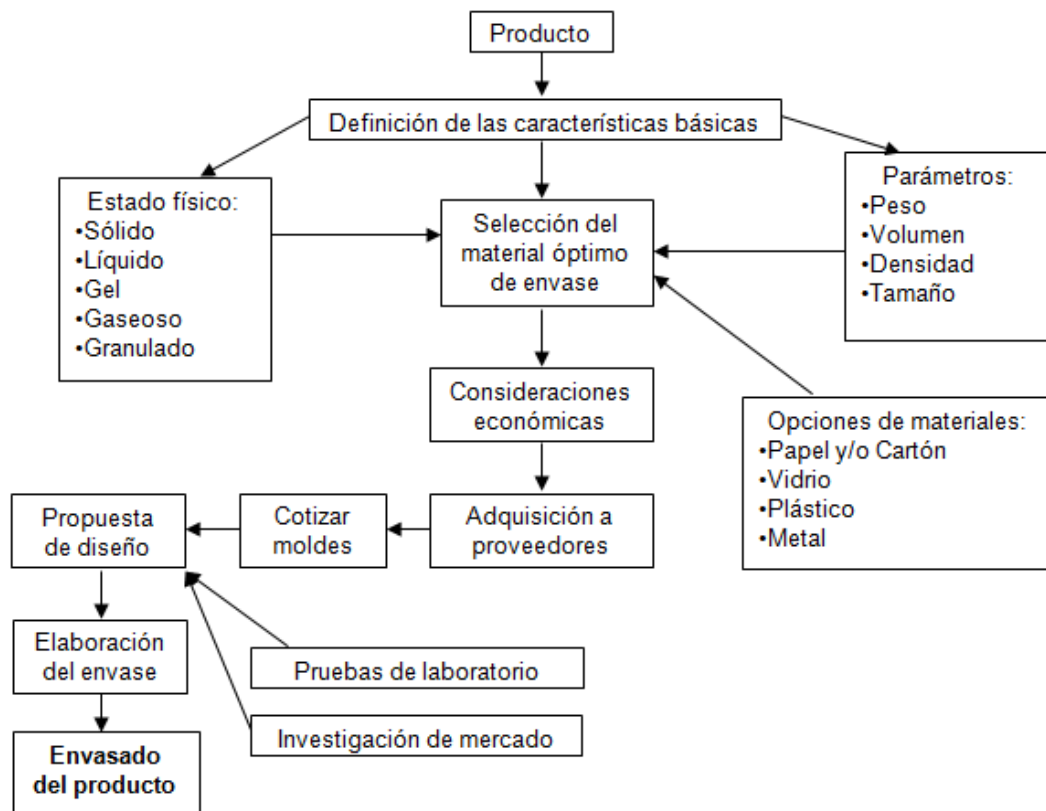 Producto
Definición de las características básicas
Estado físico:
•Sólido
•Líquido
•Gel
•Gaseoso
•Granulado
Selección del
material óptimo
de envase
Parámetros:
•Peso
•Volumen
•Densidad
•Tamaño
Consideraciones
económicas
Opciones de materiales:
•Papel y/o Cartón
•Vidrio
•Plástico
•Metal
Adquisición a
proveedores
Cotizar
moldes
Propuesta
de diseño
Elaboración
del envase
Pruebas de laboratorio
Investigación de mercado
Envasado
del producto